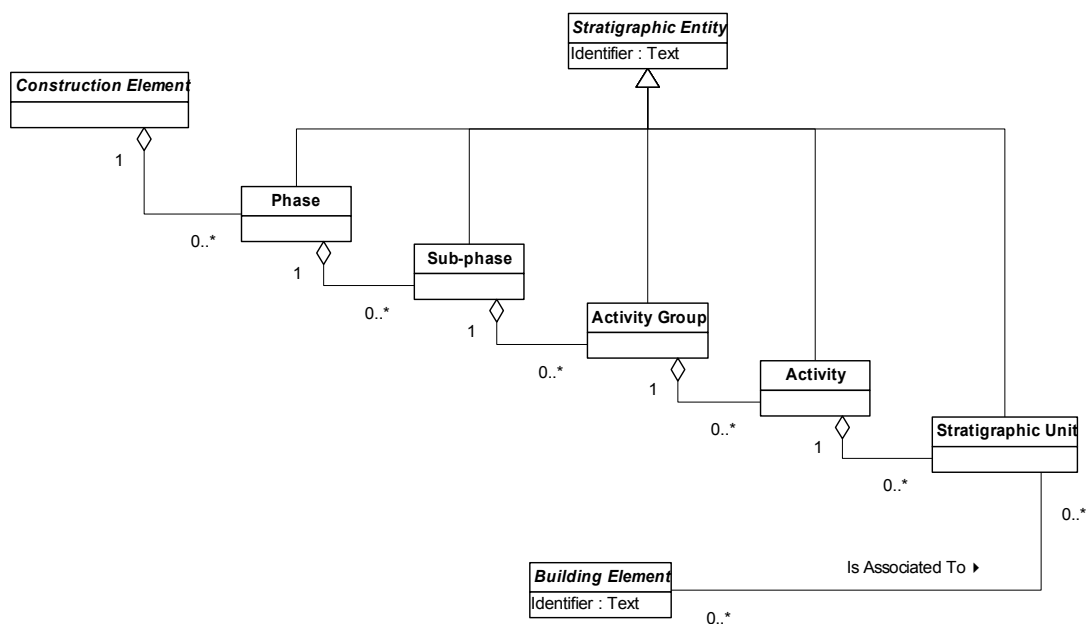 Stratigraphic Entity
Identifier : Text
Construction Element
1
Phase
0..*
1
Sub-phase
0..*
1
Activity Group
0..*
1
Activity
0..*
1
Stratigraphic Unit
0..*
0..*
Is Associated To
Building Element
Identifier : Text
0..*